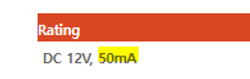 Rating
DC 12V, 50mA